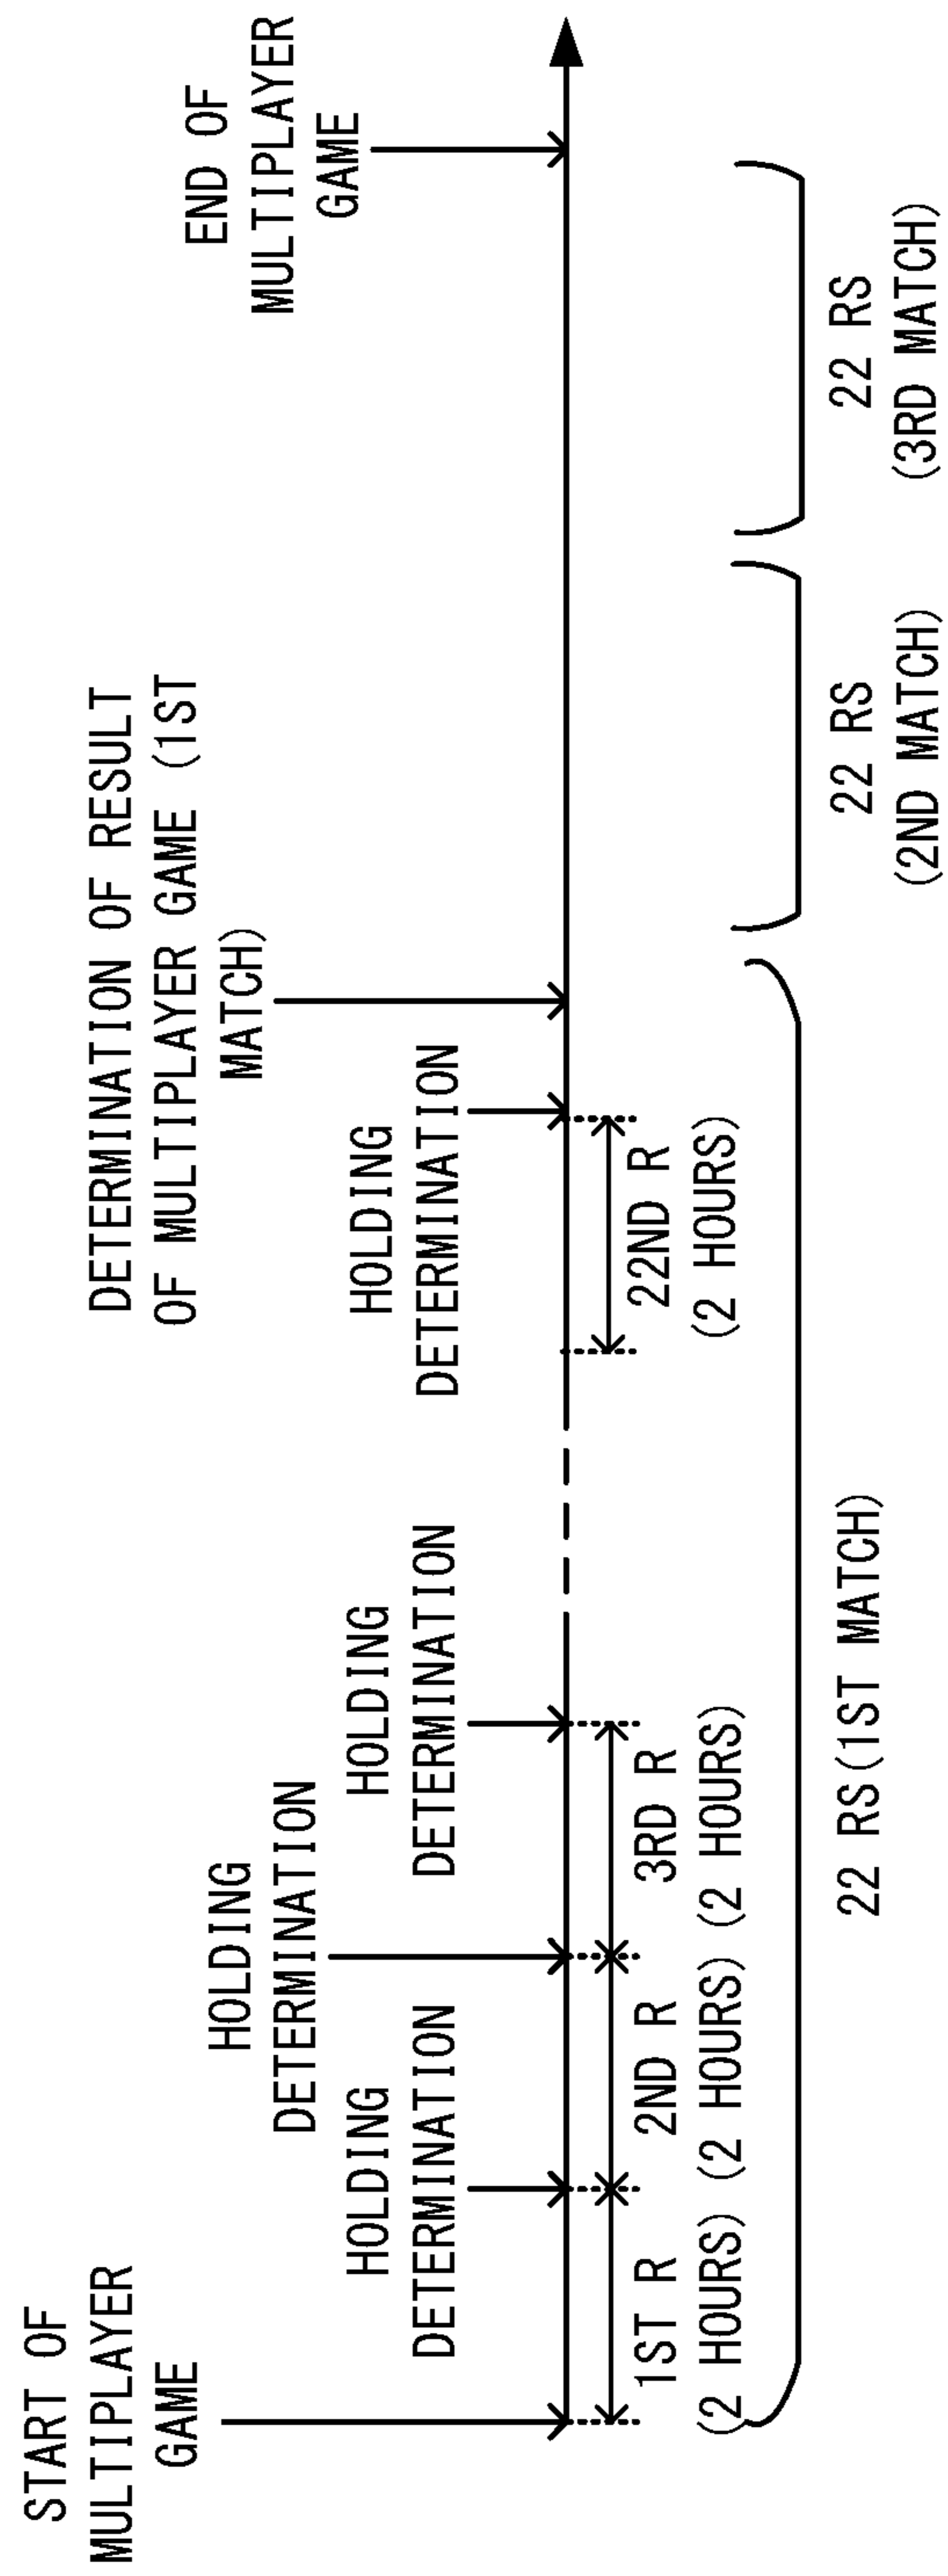 START OF
MULTIPLAYER
GAME
HOLDING
DETERMINATION
HOLDING
DETERMINATION
HOLDING
DETERMINATION
HOLDING
DETERMINATION
DETERMINATION OF RESULT
OF MULTIPLAYER GAME (1ST
MATCH)
END OF
MULTIPLAYER
GAME
1ST R
(2 HOURS)
2ND R
(2 HOURS)
3RD R
(2 HOURS)
22ND R
(2 HOURS)
22 RS(1ST MATCH)
22 RS
(2ND MATCH)
22 RS
(3RD MATCH)